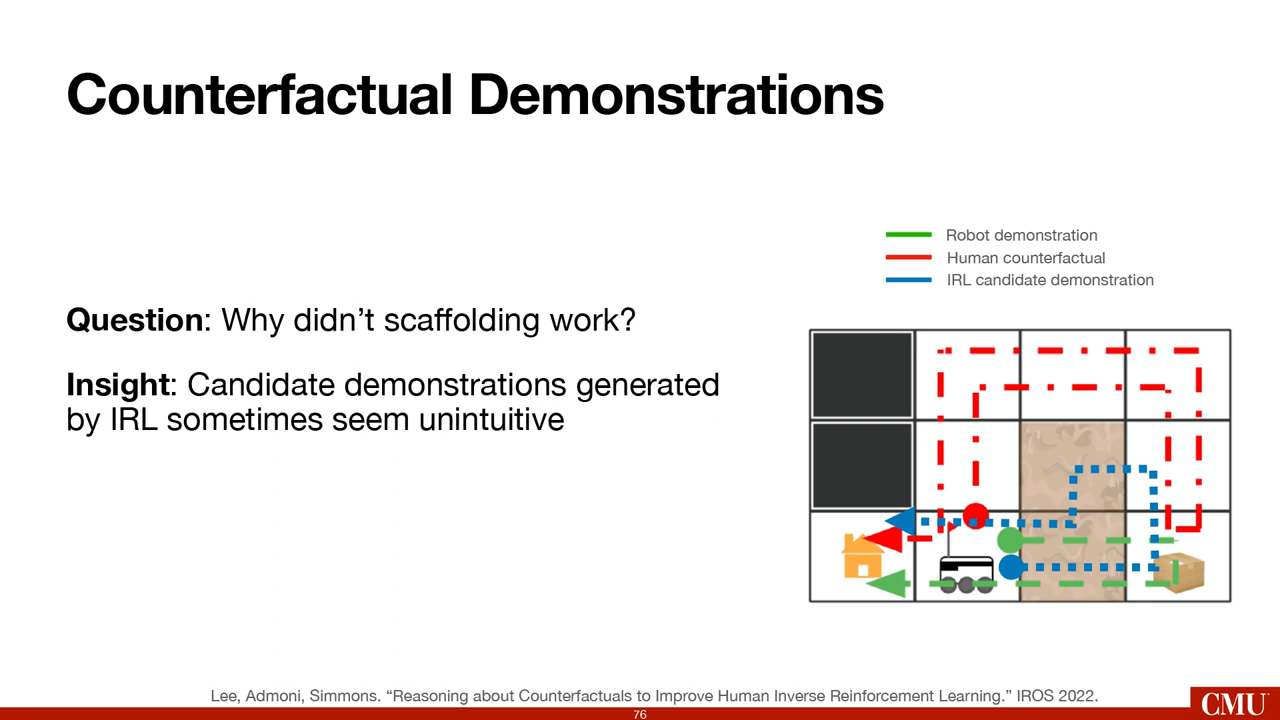 Counterfactual Demonstrations
Robot demonstration
Human counterfactual
IRL candidate demonstration
Question: Why didn’t scaffolding work?
Insight: Candidate demonstrations generated
by IRL sometimes seem unintuitive
Lee, Admoni, Simmons. “Reasoning about Counterfactuals to Improve Human Inverse Reinforcement Learning.” IROS 2022.
76
CMU